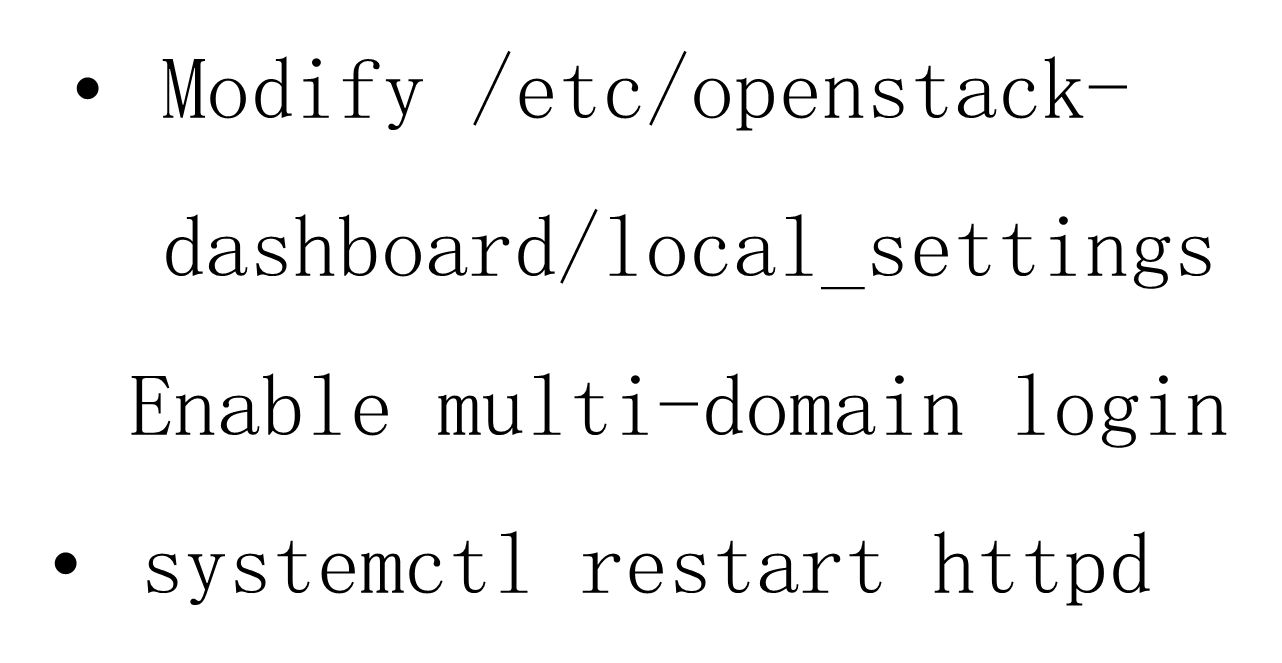 • Modify /etc/openstack-
dashboard/local_settings
Enable multi-domain login
• systemctl restart httpd